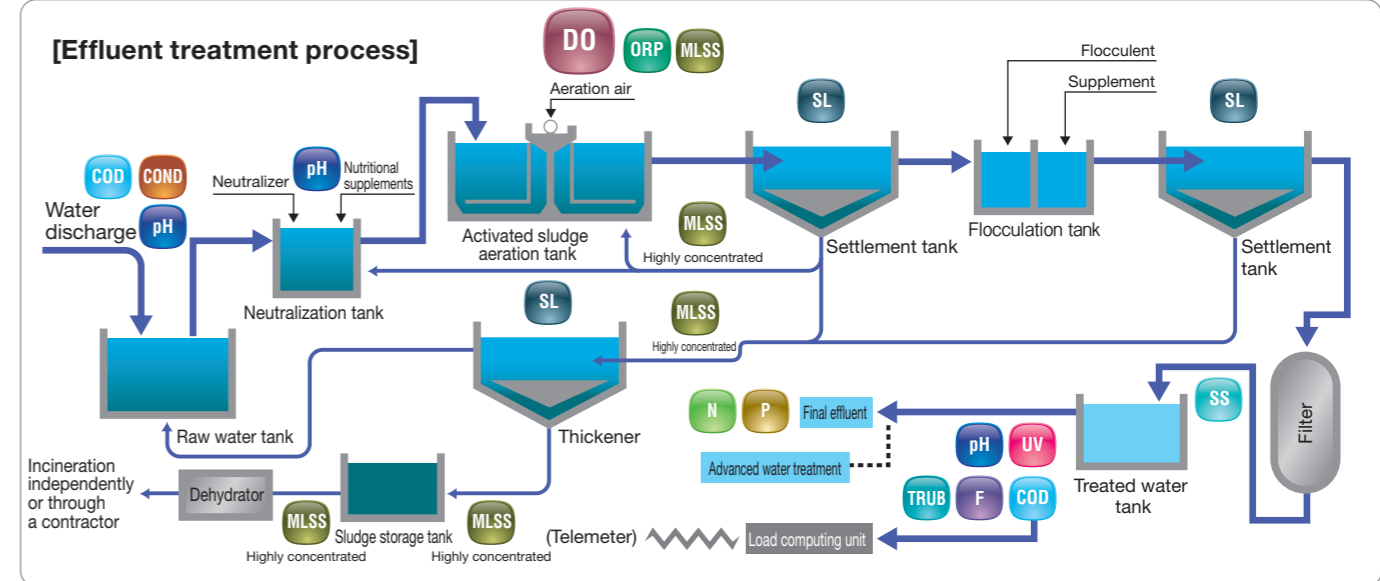 [Effluent treatment process]
DO
ORP
MLSS
Aeration air
SL
Flocculent
Supplement
SL
COD
COND
pH
Water
discharge
Neutralizer
pH
Nutritional
supplements
Activated sludge
aeration tank
MLSS
Highly concentrated
Settlement tank
Flocculation tank
Settlement
tank
Neutralization tank
SL
MLSS
Highly concentrated
Raw water tank
Thickener
N
P
Final effluent
Advanced water treatment
pH
UV
TRUB
F
COD
SS
Treated water
tank
Filter
Incineration
independently
or through
a contractor
Dehydrator
MLSS
Highly concentrated
Sludge storage tank
MLSS
Highly concentrated
(Telemeter)
Load computing unit